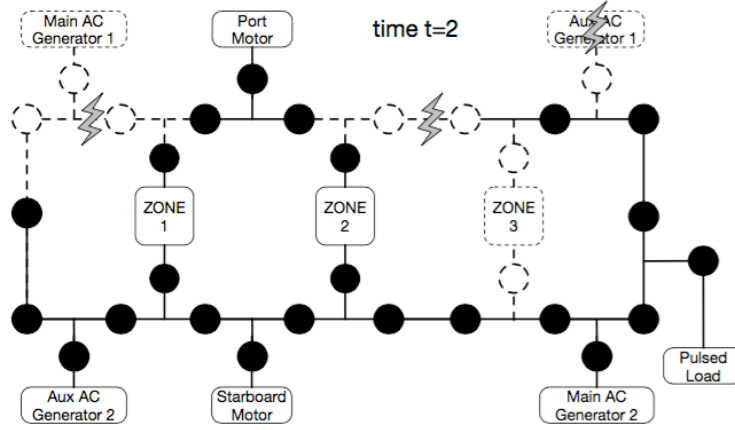 Main AC
Generator 1
Port
Motor
time t=2
Aux AC
Generator 1
ZONE
1
ZONE
2
ZONE
3
Aux AC
Generator 2
Starboard
Motor
Main AC
Generator 2
Pulsed
Load